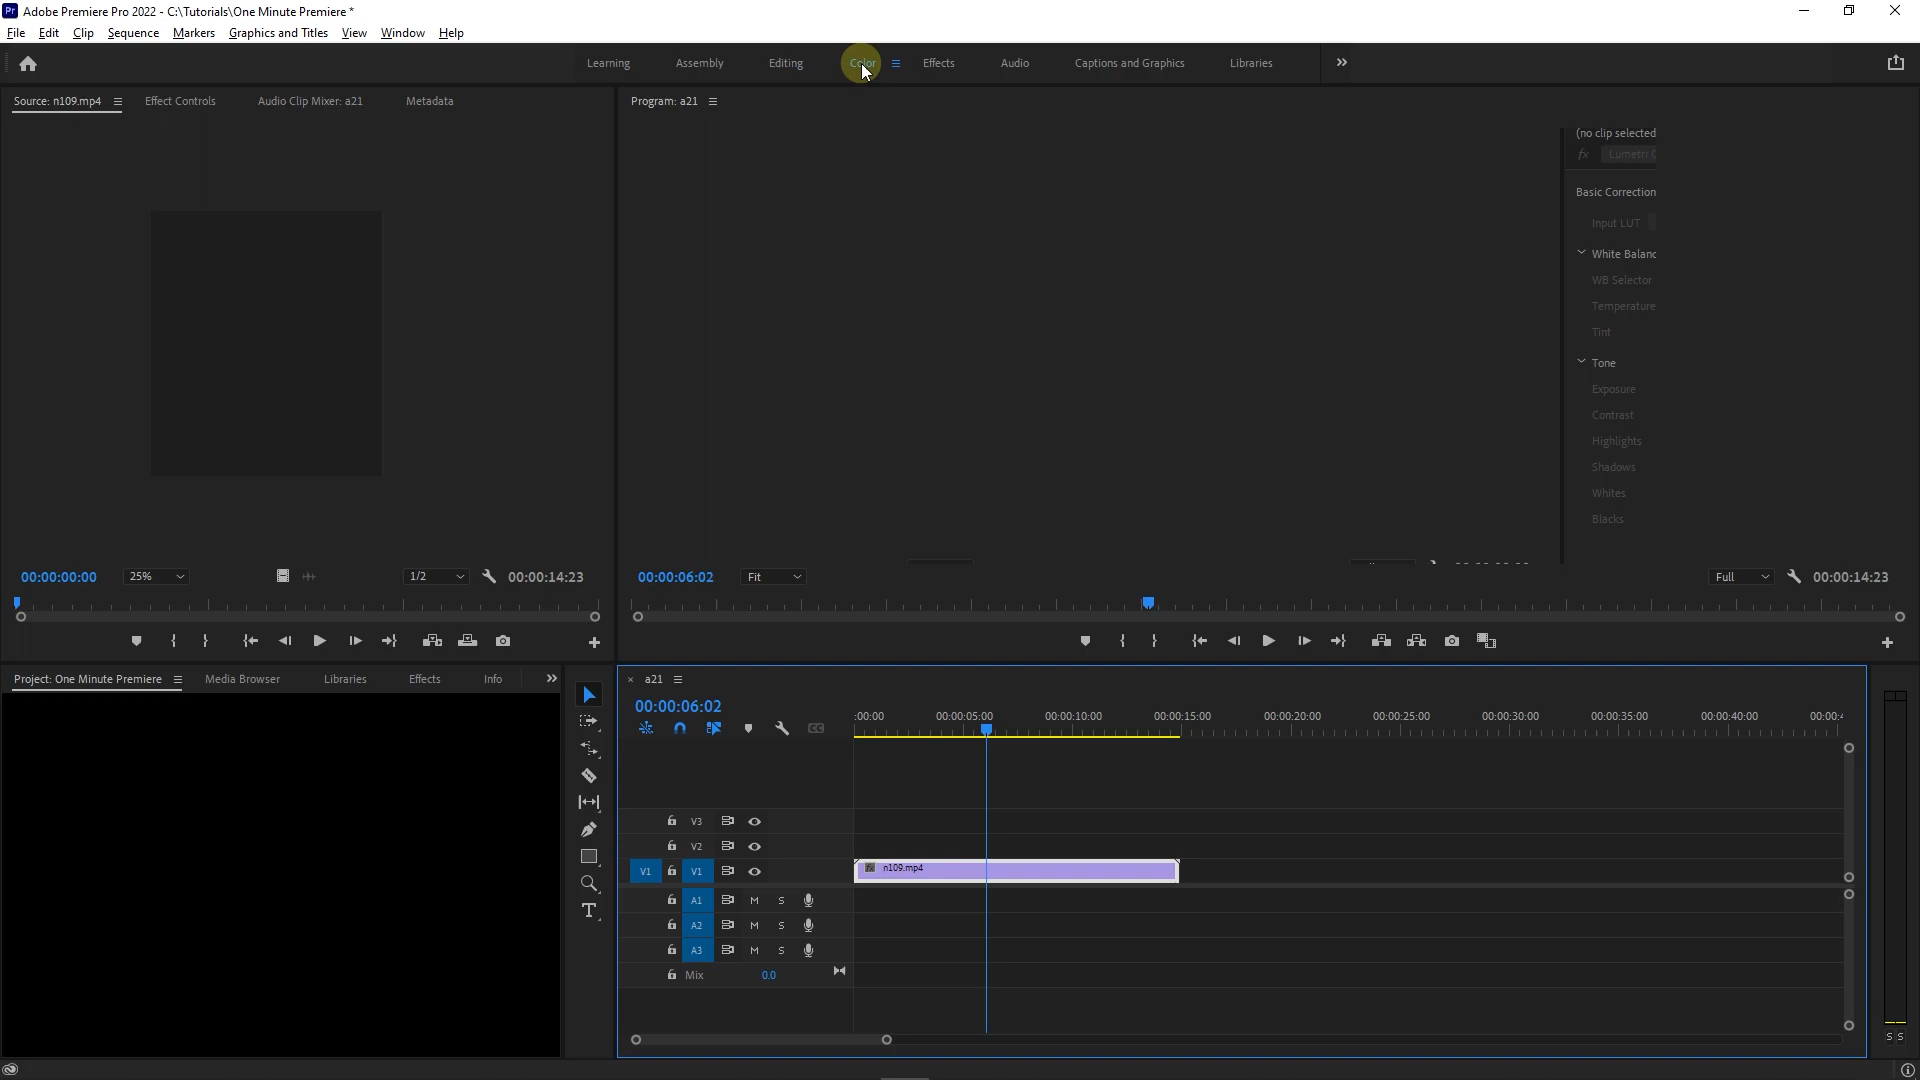 Adobe Premiere Pro 2022 - C:\Tutorials\One Minute Premiere *
File Edit Clip Sequence Markers Graphics and Titles View Window Help
Learning Assembly Editing Color Effects Audio Captions and Graphics Libraries
Source: n109.mp4 Effect Controls Audio Clip Mixer: a21 Metadata
Program: a21
(no clip selected
fx Lumetri C
Basic Correction
Input LUT
White Balanc
WB Selector
Temperature
Tint
Tone
Exposure
Contrast
Highlights
Shadows
Whites
Blacks
00:00:00:00 25% 1/2 00:00:14:23
00:00:06:02 Fit Full 00:00:14:23
Project: One Minute Premiere Media Browser Libraries Effects Info
a21
00:00:06:02
:00:00 00:00:05:00 00:00:10:00 00:00:15:00 00:00:20:00 00:00:25:00 00:00:30:00 00:00:35:00 00:00:40:00 00:00:4
V3
V2
V1 V1 n109.mp4
A1 M S
A2 M S
A3 M S
Mix 0.0
S S